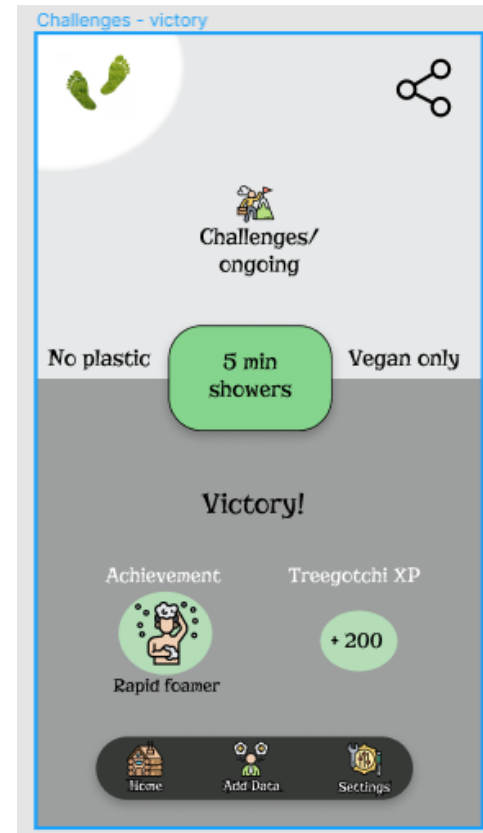 Challenges - victory
Challenges/
ongoing
No plastic
5 min
showers
Vegan only
Victory!
Achievement
Treegotchi XP
+ 200
Rapid foamer
Home
Add Data
Settings